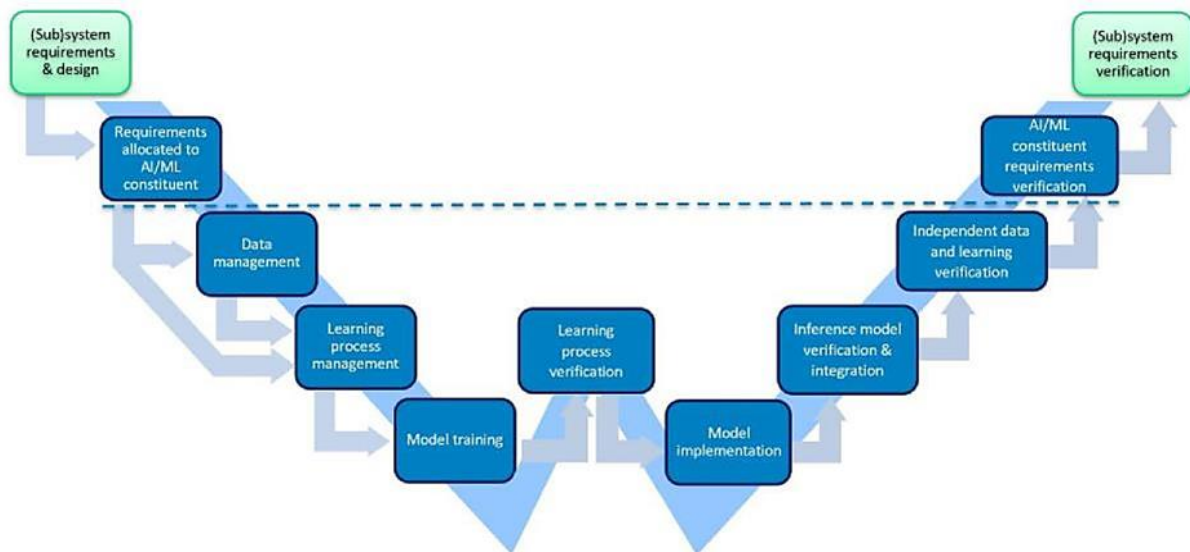 (Sub)system
requirements
& design
(Sub)system
requirements
verification
Requirements
allocated to
AI/ML
constituent
AI/ML
constituent
requirements
verification
Data
management
Independent data
and learning
verification
Learning
process
management
Learning
process
verification
Inference model
verification &
integration
Model training
Model
implementation